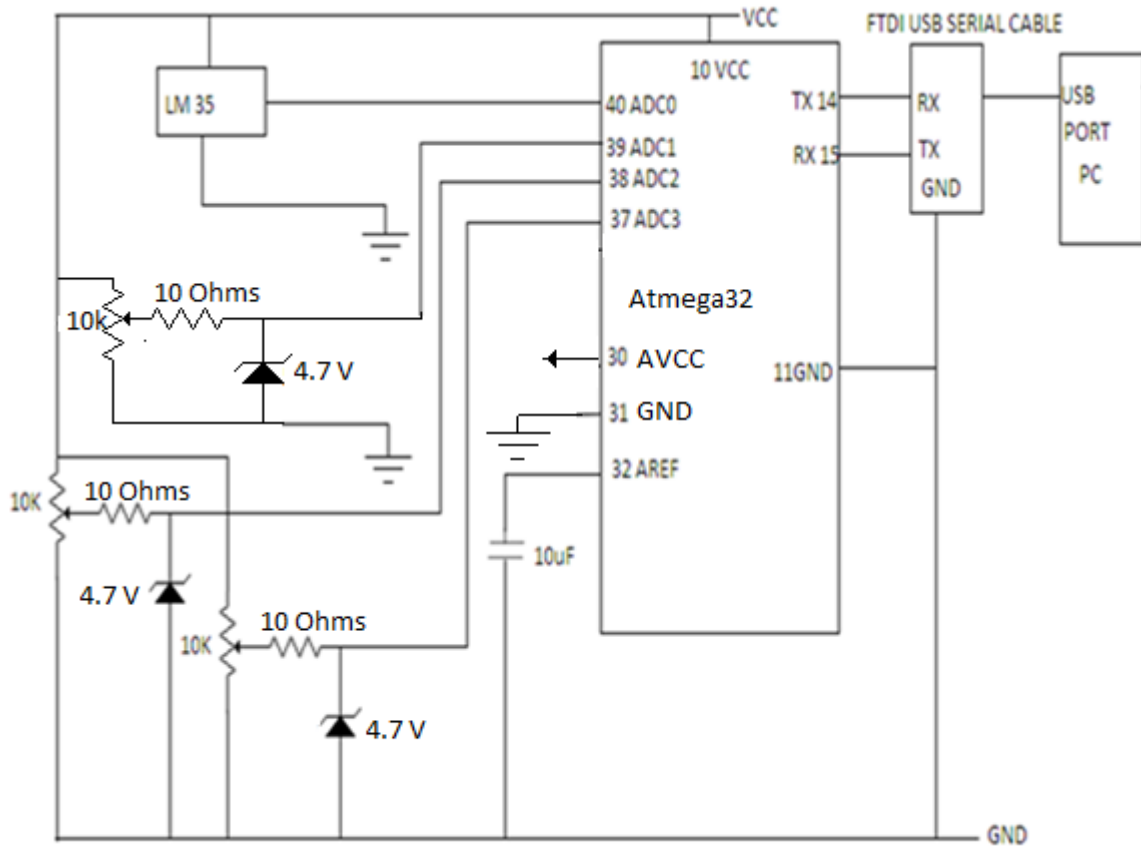 VCC
FTDI USB SERIAL CABLE
10 VCC
LM 35
40 ADC0
TX 14
RX
USB
39 ADC1
PORT
38 ADC2
RX 15
TX
PC
37 ADC3
GND
10 Ohms
Atmega32
10k
4.7 V
30 AVCC
11GND
31 GND
32 AREF
10 Ohms
10K
10uF
4.7 V
10 Ohms
10K
4.7 V
GND